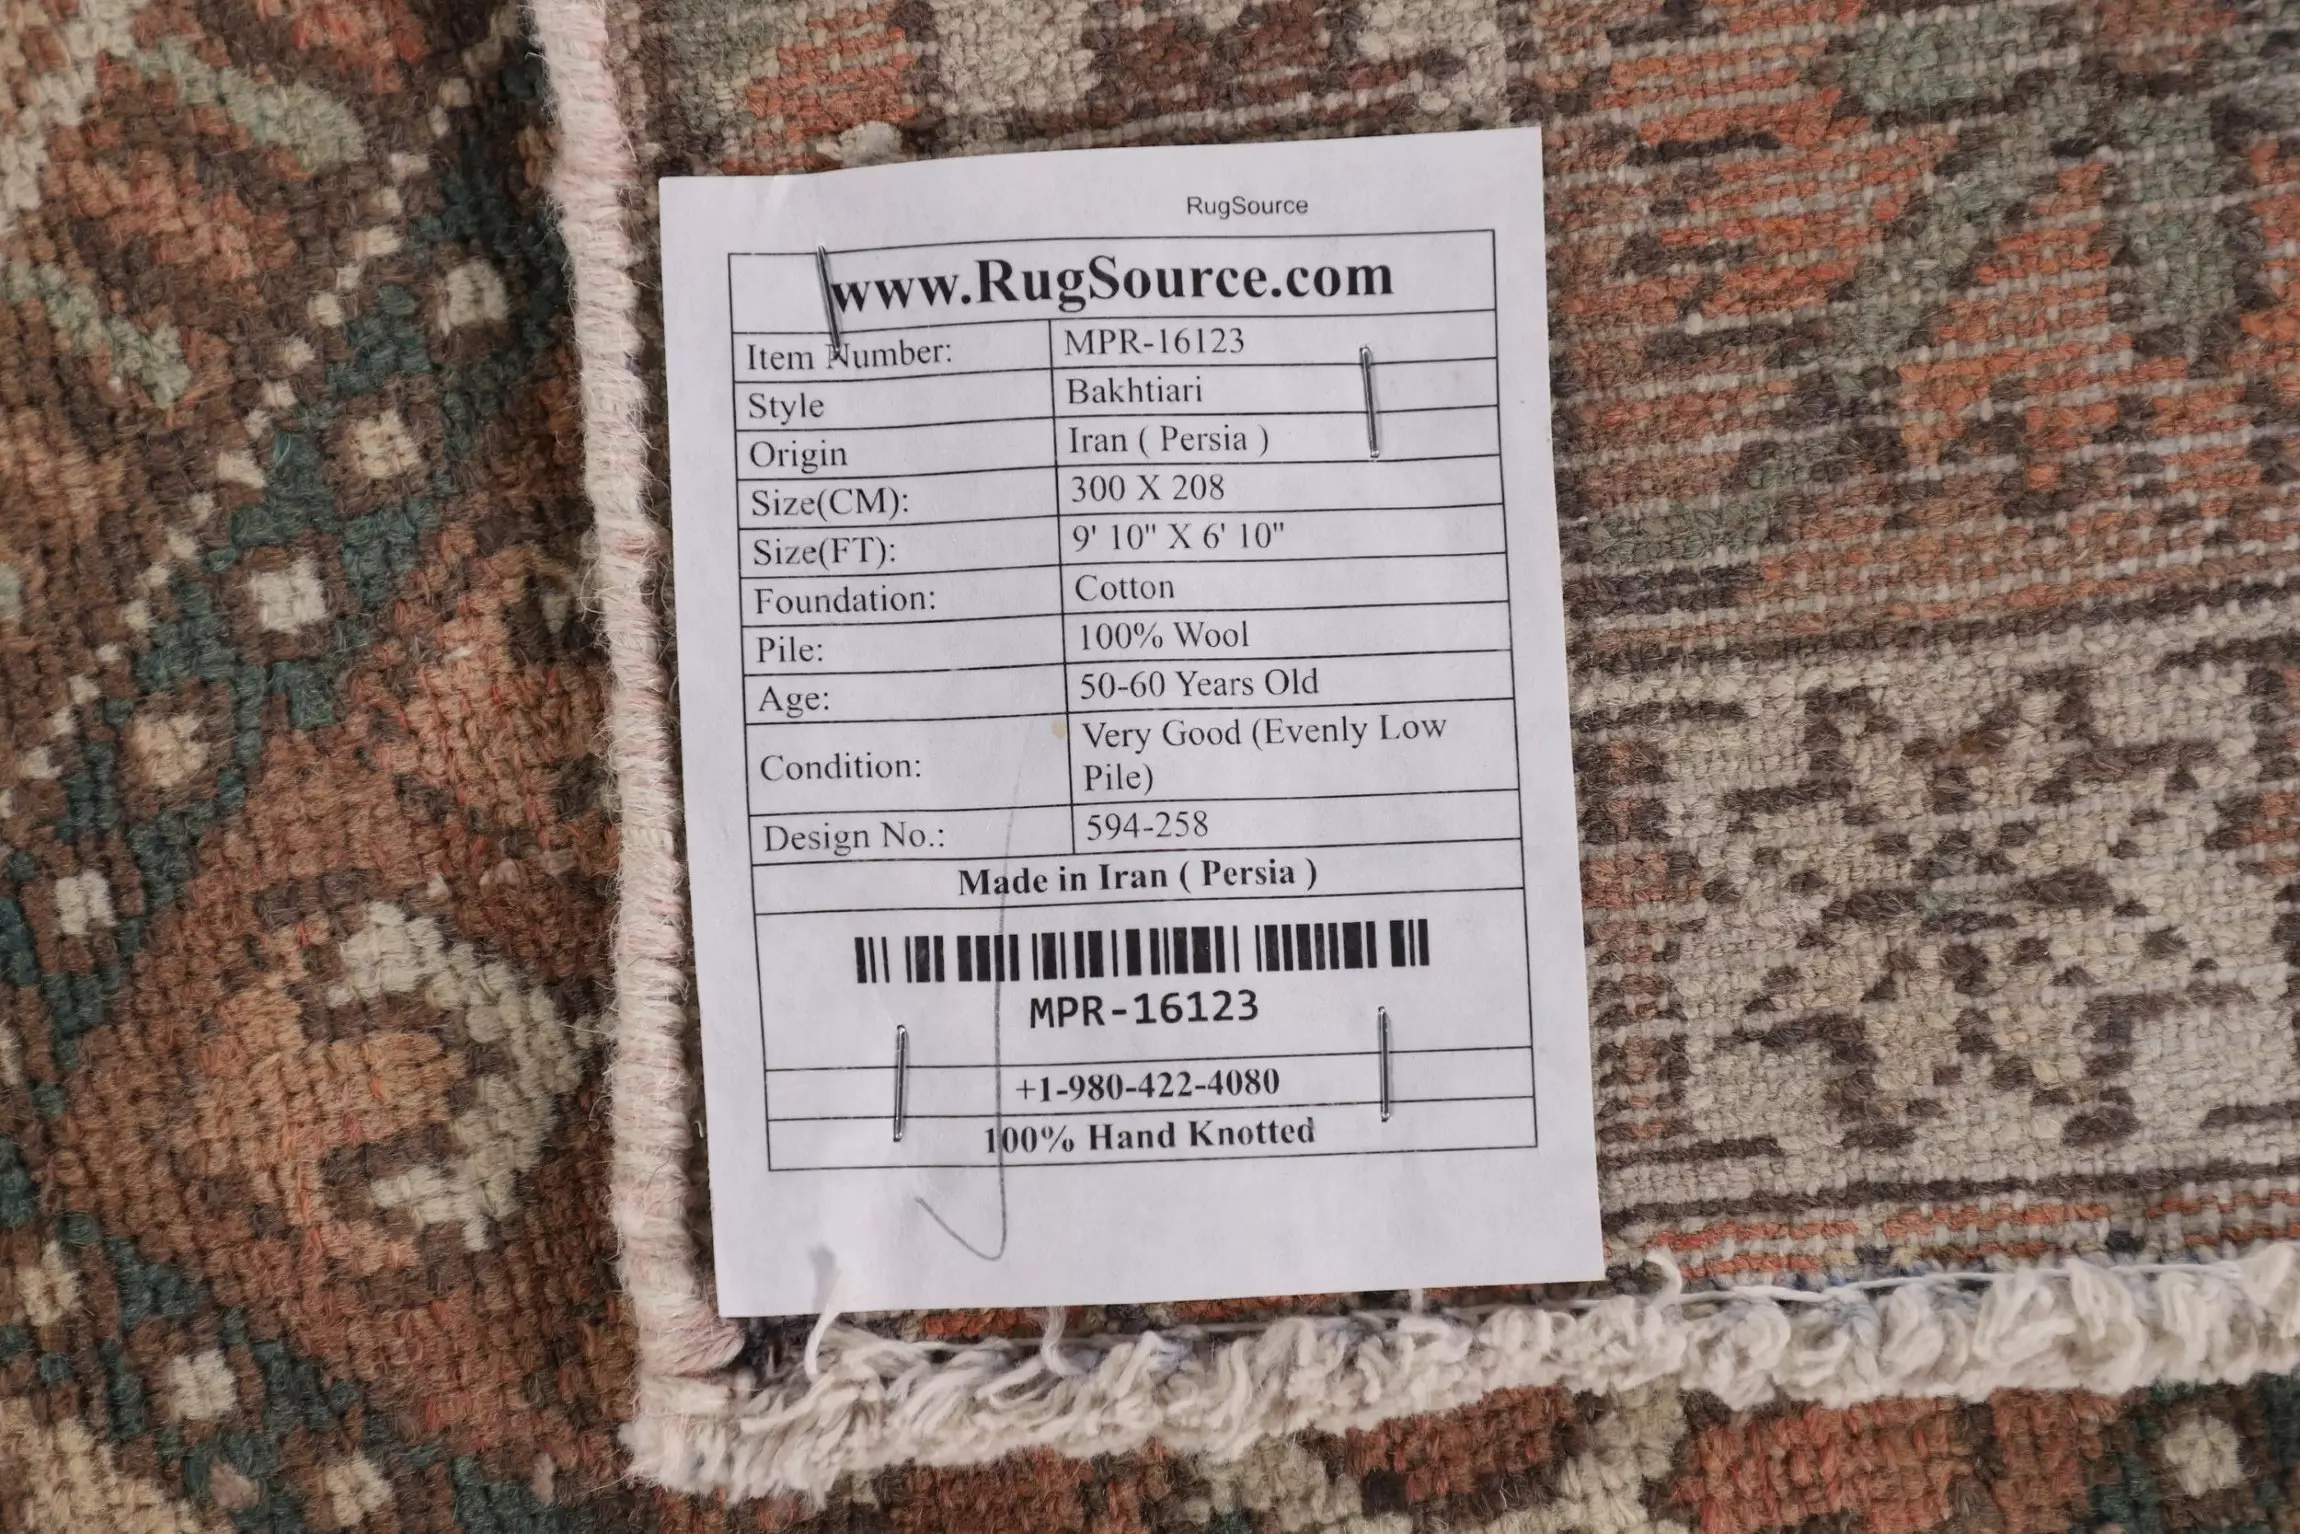 RugSource
www.RugSource.com
Item Number: MPR-16123
Style Bakhtiari
Origin Iran ( Persia )
Size(CM): 300 X 208
Size(FT): 9' 10" X 6' 10"
Foundation: Cotton
Pile: 100% Wool
Age: 50-60 Years Old
Condition: Very Good (Evenly Low
Pile)
Design No.: 594-258
Made in Iran ( Persia )
MPR-16123
+1-980-422-4080
100% Hand Knotted